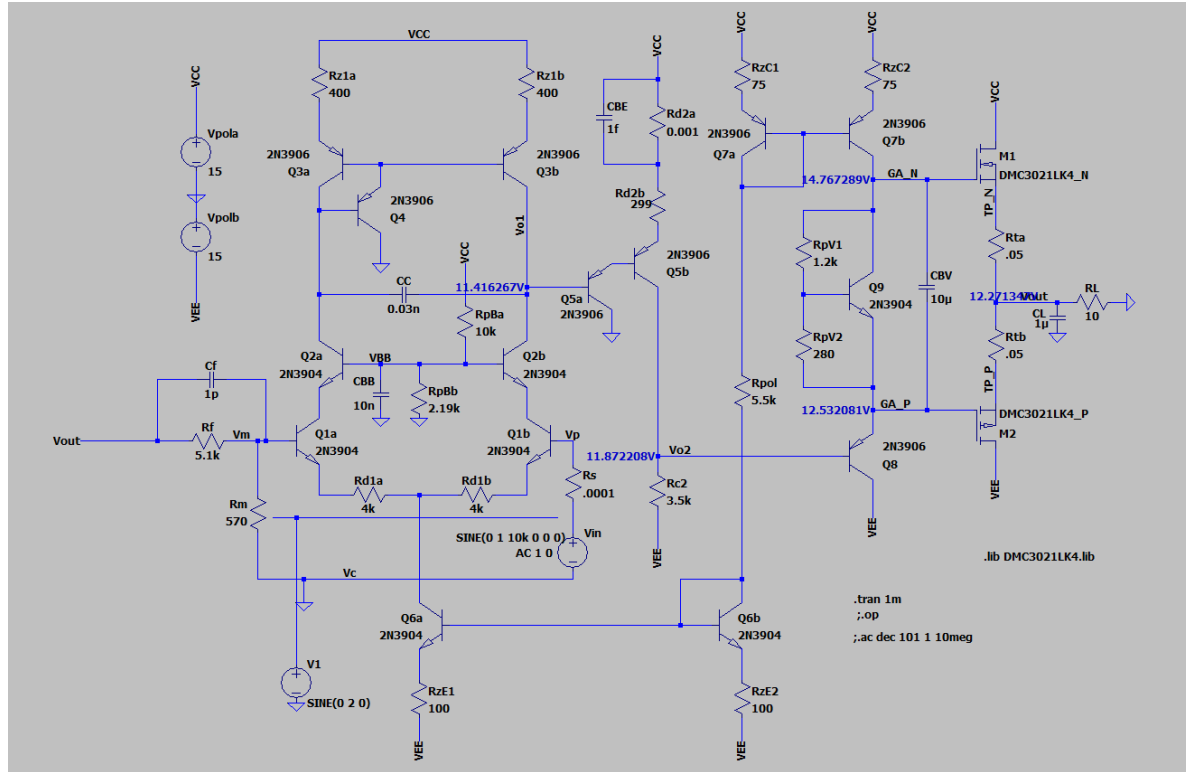 VCC
VCC
VCC
VCC
VCC
VCC
VCC
Rz1a
400
Rz1b
400
Vpola
15
Vpolb
15
VEE
2N3906
Q3a
2N3906
Q3b
2N3906
Q4
CBE
1f
Rd2a
0.001
Rd2b
299
2N3906
Q5b
Q5a
2N3906
Vo1
11.416267V
CC
0.03n
RpBa
10k
VBB
CBB
10n
RpBb
2.19k
Q2a
2N3904
Q2b
2N3904
Cf
1p
Vout
Rf
5.1k
Vm
Q1a
2N3904
Q1b
2N3904
Vp
Rd1a
4k
Rd1b
4k
Rs
.0001
Rm
570
SINE(0 1 10k 0 0 0)
AC 1 0
Vin
Vc
V1
SINE(0 2 0)
Q6a
2N3904
RzE1
100
VEE
Q6b
2N3904
RzE2
100
VEE
RzC1
75
RzC2
75
2N3906
Q7a
2N3906
Q7b
14.767289V
GA_N
RpV1
1.2k
Q9
2N3904
RpV2
280
CBV
10µ
12.532081V
GA_P
Rpol
5.5k
11.872208V
Vo2
Rc2
3.5k
VEE
2N3906
Q8
VEE
M1
DMC3021LK4_N
TP_N
Rta
.05
12.271347V
Vout
RL
10
CL
1µ
Rtb
.05
TP_P
DMC3021LK4_P
M2
VEE
.lib DMC3021LK4.lib
.tran 1m
;.op
;.ac dec 101 1 10meg